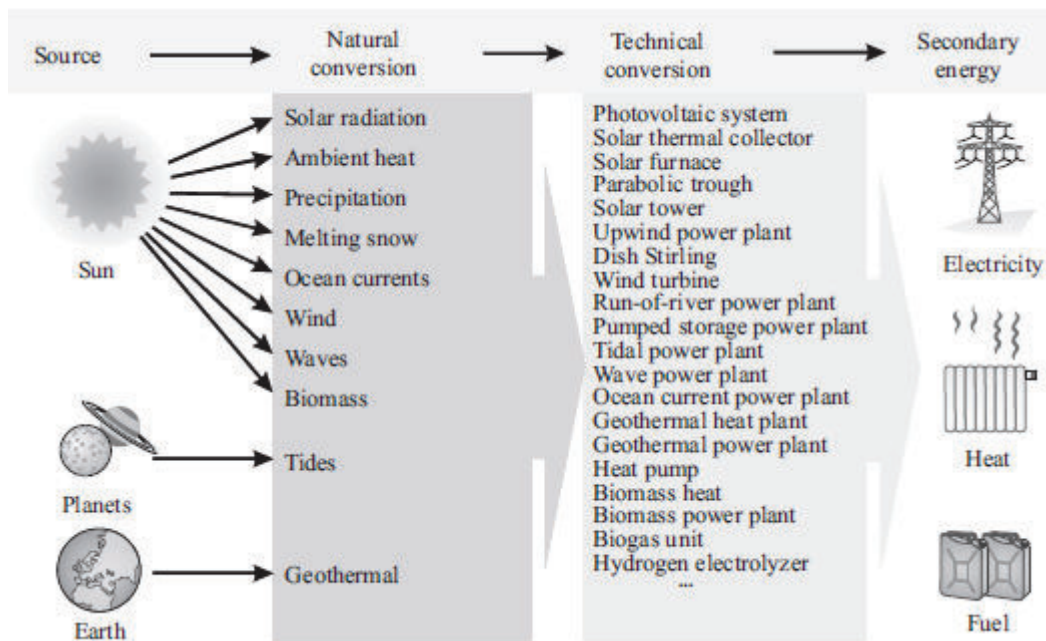 Source
Natural
conversion
Technical
conversion
Secondary
energy
Sun
Planets
Earth
Solar radiation
Ambient heat
Precipitation
Melting snow
Ocean currents
Wind
Waves
Biomass
Tides
Geothermal
Photovoltaic system
Solar thermal collector
Solar furnace
Parabolic trough
Solar tower
Upwind power plant
Dish Stirling
Wind turbine
Run-of-river power plant
Pumped storage power plant
Tidal power plant
Wave power plant
Ocean current power plant
Geothermal heat plant
Geothermal power plant
Heat pump
Biomass heat
Biomass power plant
Biogas unit
Hydrogen electrolyzer
...
Electricity
Heat
Fuel